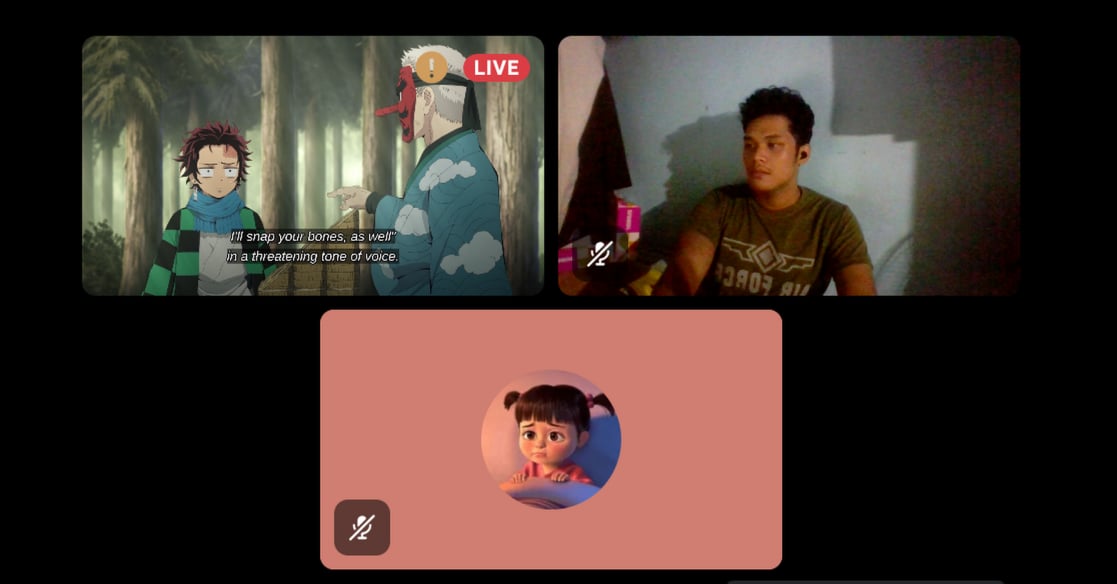 LIVE
I'll snap your bones, as well"
in a threatening tone of voice.
AIR FORCE